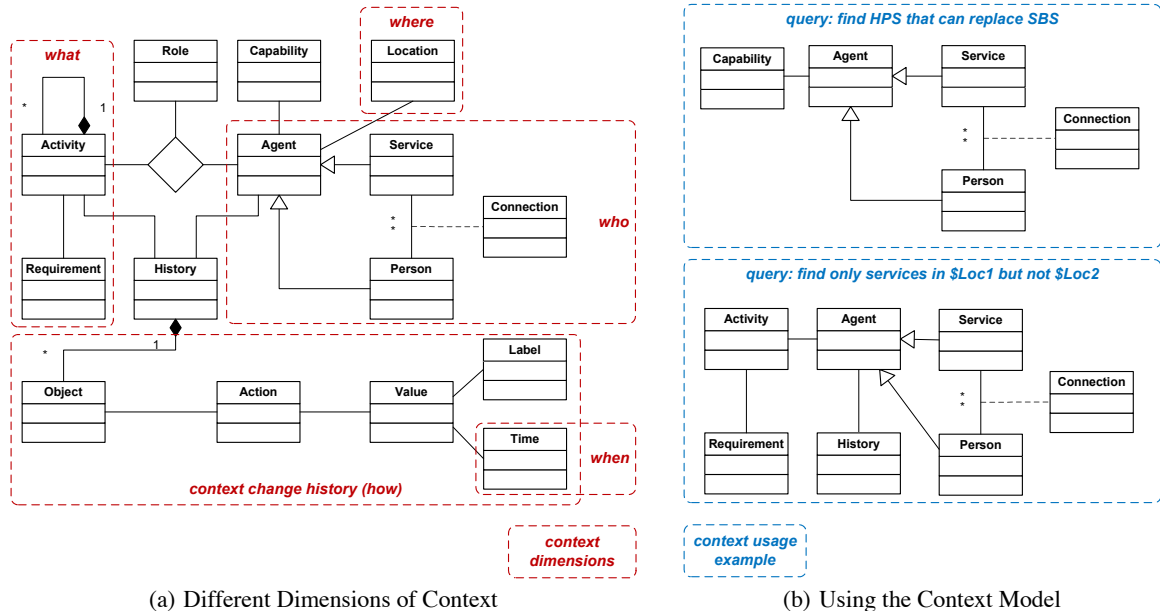 where
what
Role
Capability
Location
*
1
Activity
Agent
Service
*
*
Connection
who
Requirement
History
Person
*
1
Object
Action
Value
Label
Time
when
context change history (how)
context
dimensions
(a) Different Dimensions of Context
query: find HPS that can replace SBS
Capability
Agent
Service
*
*
Connection
Person
query: find only services in $Loc1 but not $Loc2
Activity
Agent
Service
*
*
Connection
Requirement
History
Person
context usage
example
(b) Using the Context Model